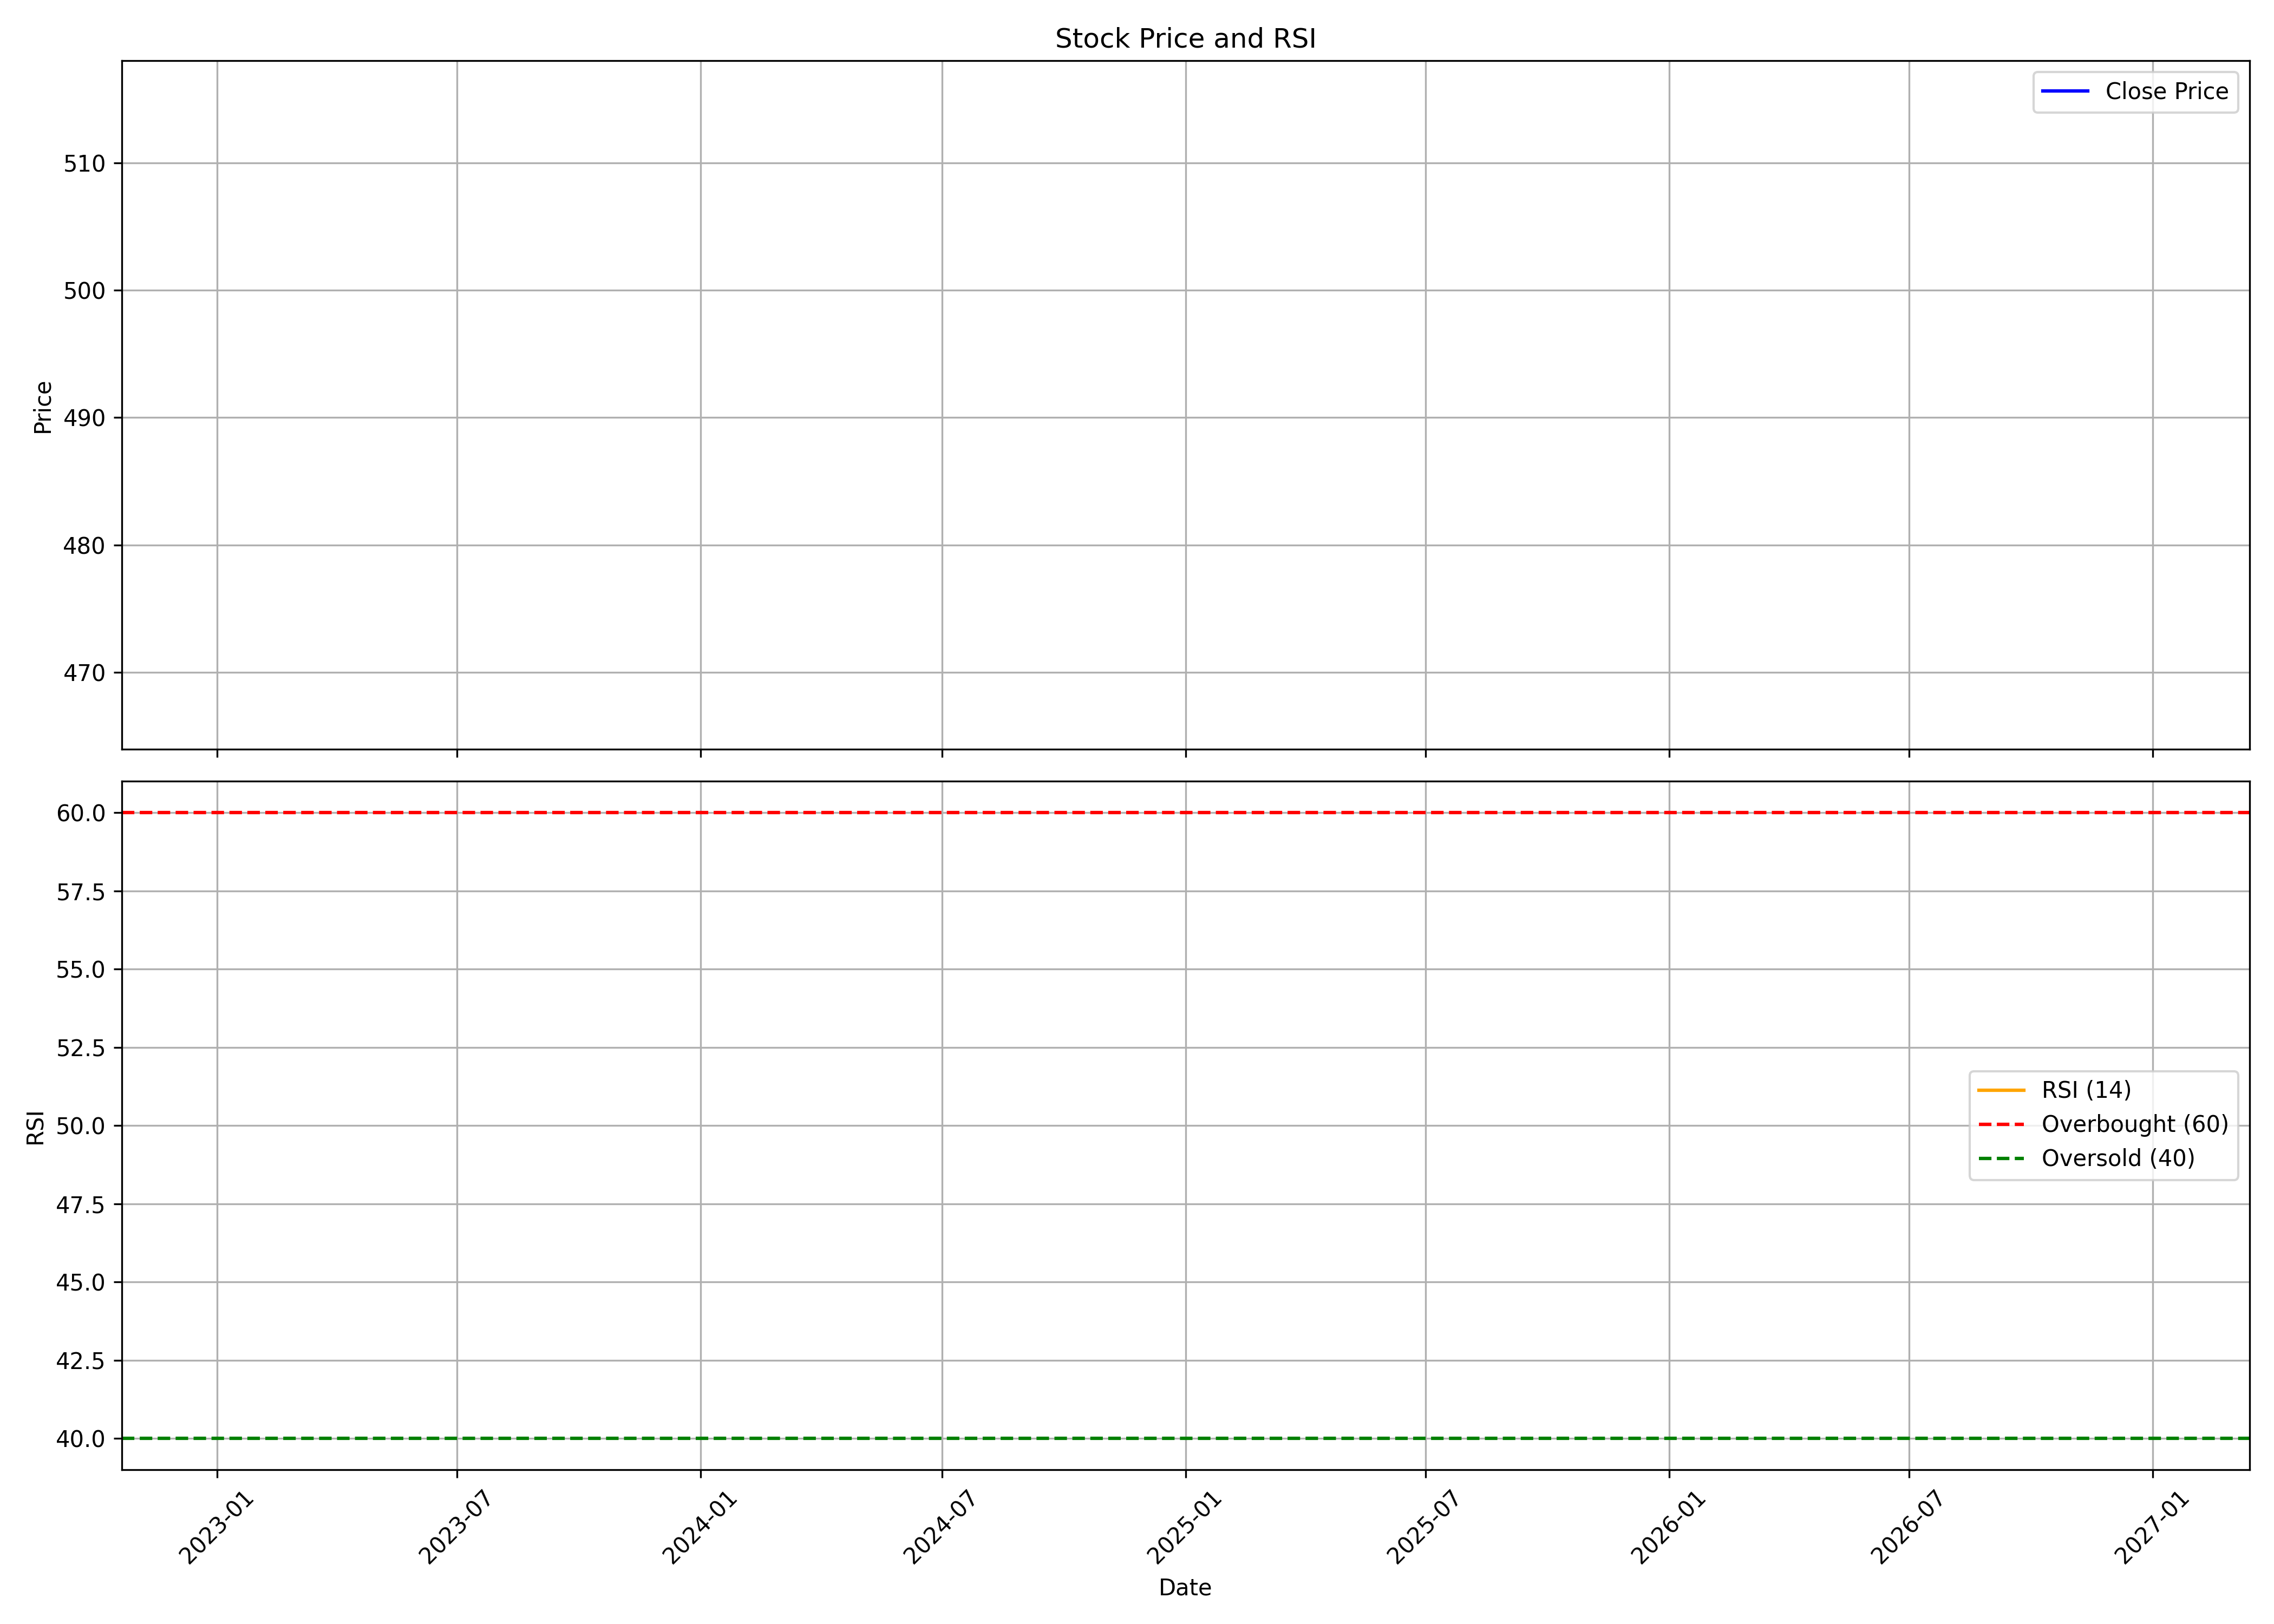 Stock Price and RSI
Close Price
510
500
490
480
470
Price
60.0
57.5
55.0
52.5
50.0
47.5
45.0
42.5
40.0
RSI
RSI (14)
Overbought (60)
Oversold (40)
2023-01
2023-07
2024-01
2024-07
2025-01
2025-07
2026-01
2026-07
2027-01
Date